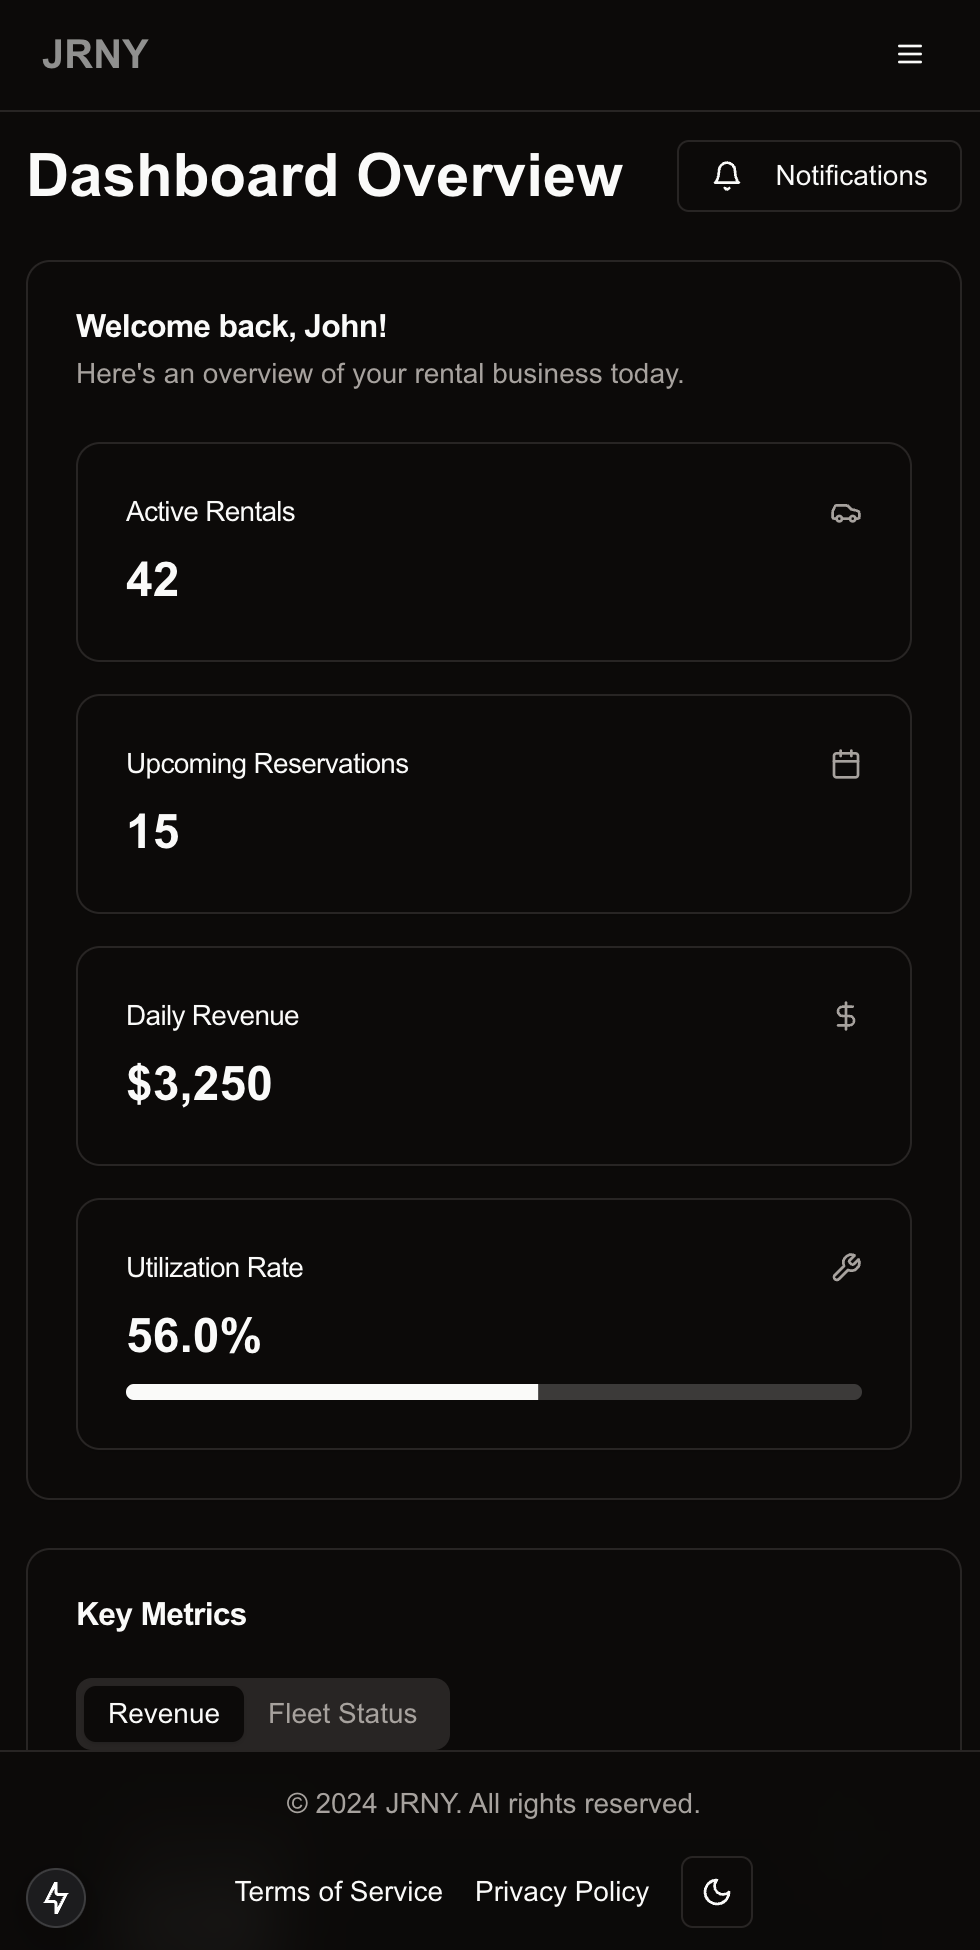 JRNY
Dashboard Overview
Notifications
Welcome back, John!
Here's an overview of your rental business today.
Active Rentals
42
Upcoming Reservations
15
Daily Revenue
$3,250
Utilization Rate
56.0%
Key Metrics
Revenue Fleet Status
© 2024 JRNY. All rights reserved.
Terms of Service Privacy Policy